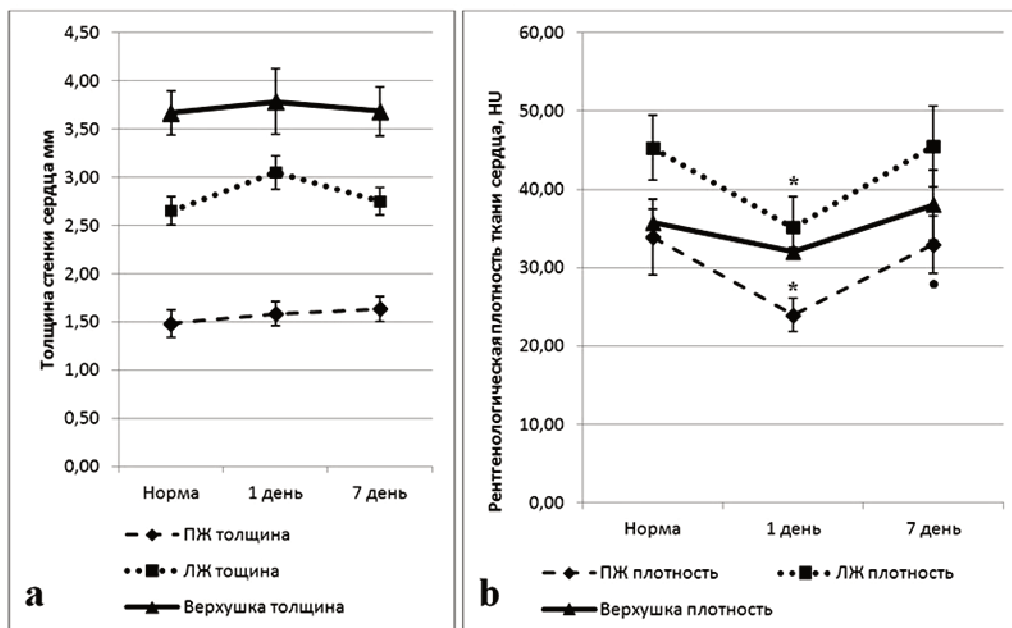 Толщина стенки сердца мм
4,50
4,00
3,50
3,00
2,50
2,00
1,50
1,00
0,50
0,00
Норма 1 день 7 день
ПЖ толщина
ЛЖ тощина
Верхушка толщина
a
Рентгенологическая плотность ткани сердца, HU
60,00
50,00
40,00
30,00
20,00
10,00
0,00
*
*
Норма 1 день 7 день
ПЖ плотность ЛЖ плотность
Верхушка плотность
b